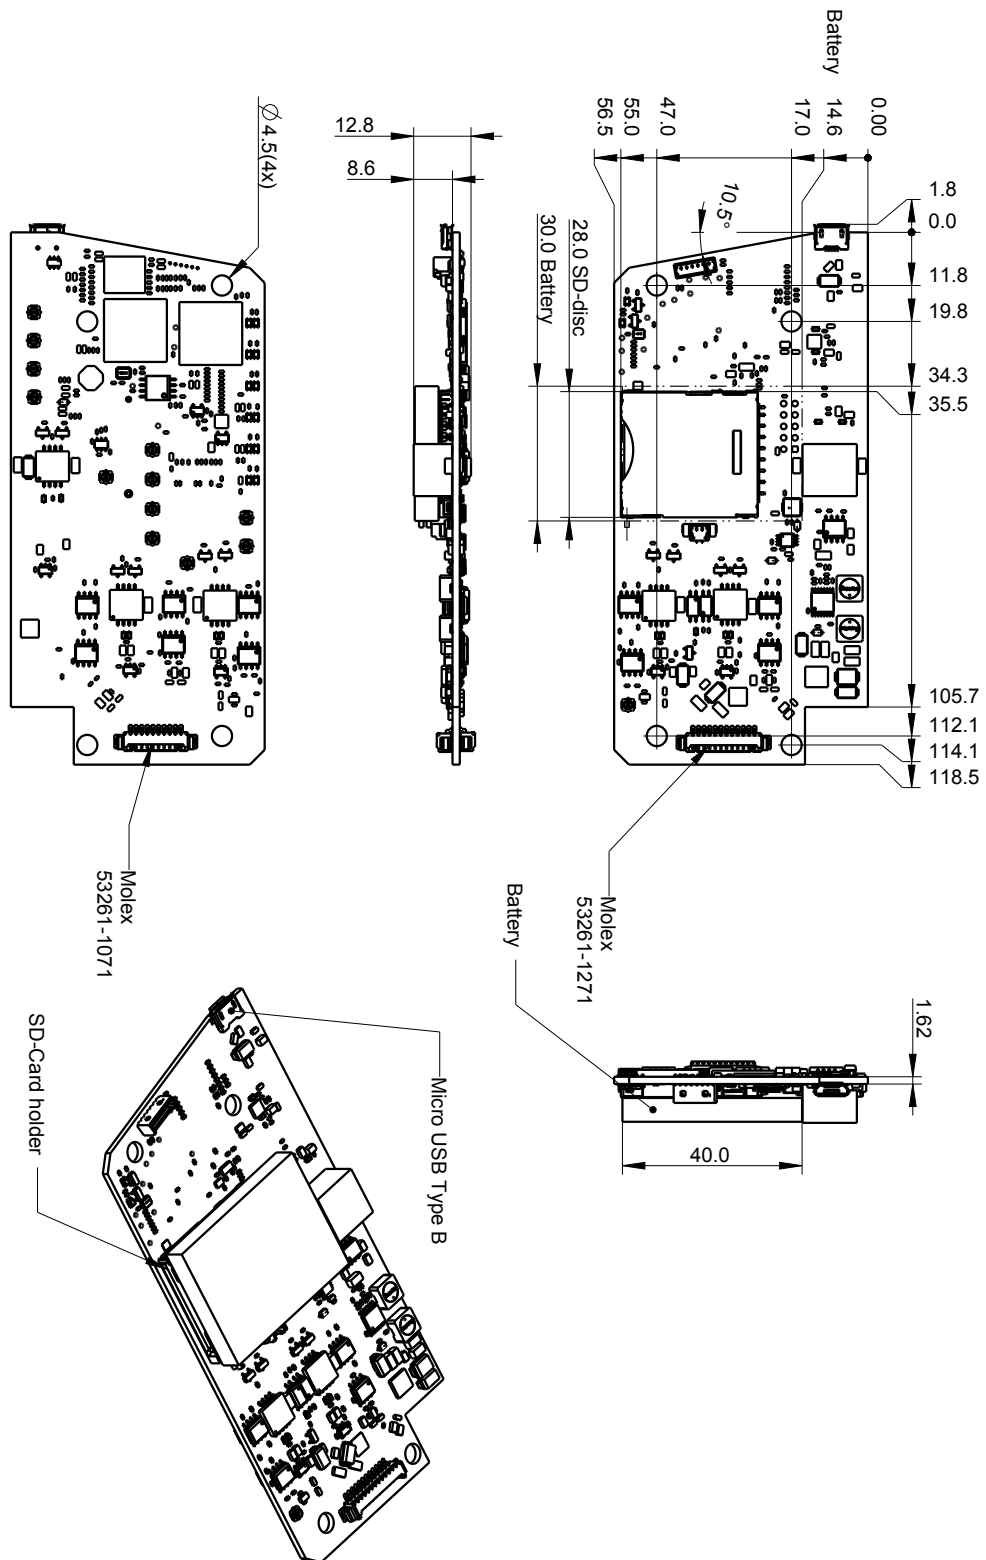 Battery
0.00
14.6
17.0
47.0
55.0
56.5
1.8
0.0
11.8
19.8
34.3
35.5
105.7
112.1
114.1
118.5
10.5°
28.0 SD-disc
30.0 Battery
12.8
8.6
∅ 4.5(4x)
Molex
53261-1071
Molex
53261-1271
Battery
1.62
40.0
Micro USB Type B
SD-Card holder